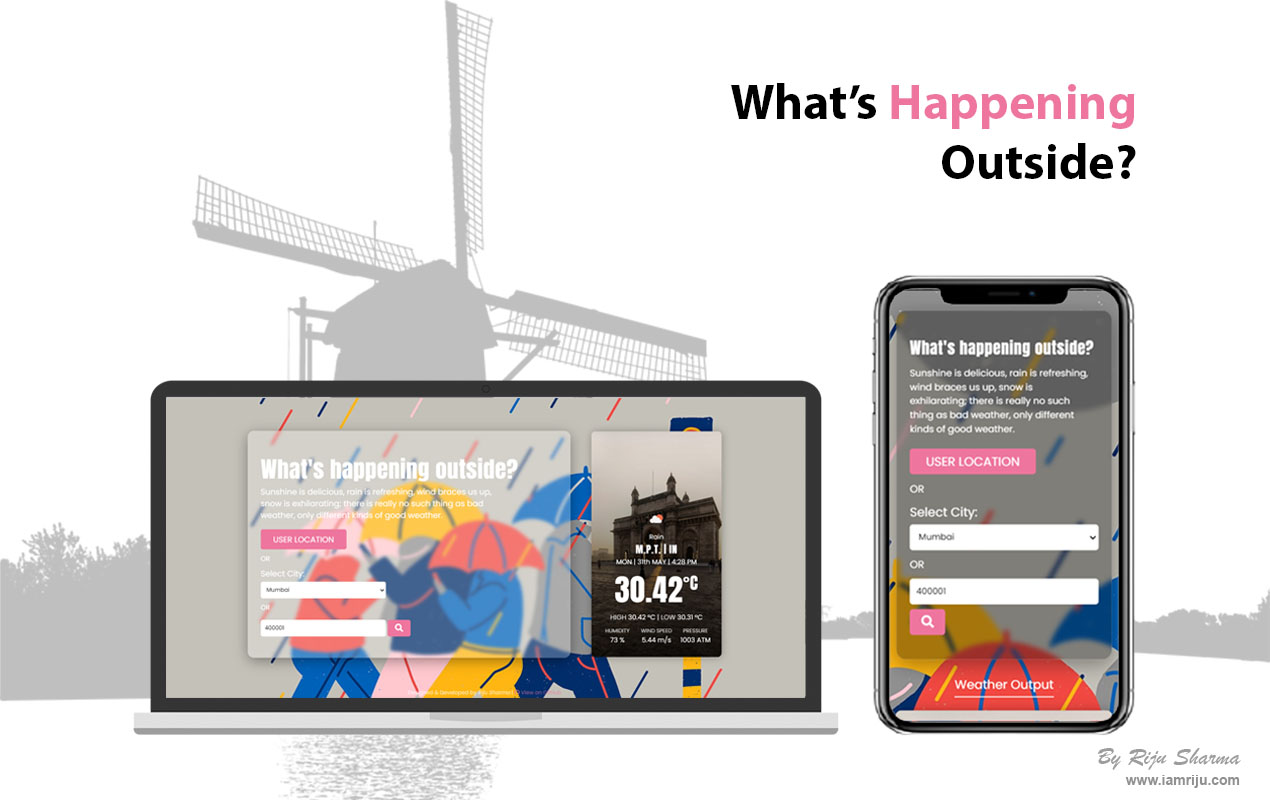 What's Happening
Outside?
What's happening outside?
Sunshine is delicious, rain is refreshing, wind braces us up,
snow is exhilarating; there is really no such thing as bad
weather, only different kinds of good weather.
USER LOCATION
OR
Select City:
Mumbai
OR
400001
Rain
M.P.T. | IN
MON | 31th MAY | 4:28 PM
30.42°C
HIGH 30.42 °C | LOW 30.31 °C
HUMIDITY WIND SPEED PRESSURE
73 % 5.44 m/s 1003 ATM
& Developed by Riju Sharma | View on
What's happening outside?
Sunshine is delicious, rain is refreshing,
wind braces us up, snow is
exhilarating; there is really no such
thing as bad weather, only different
kinds of good weather.
USER LOCATION
OR
Select City:
Mumbai
OR
400001
Weather Output
By Riju Sharma
www.iamriju.com